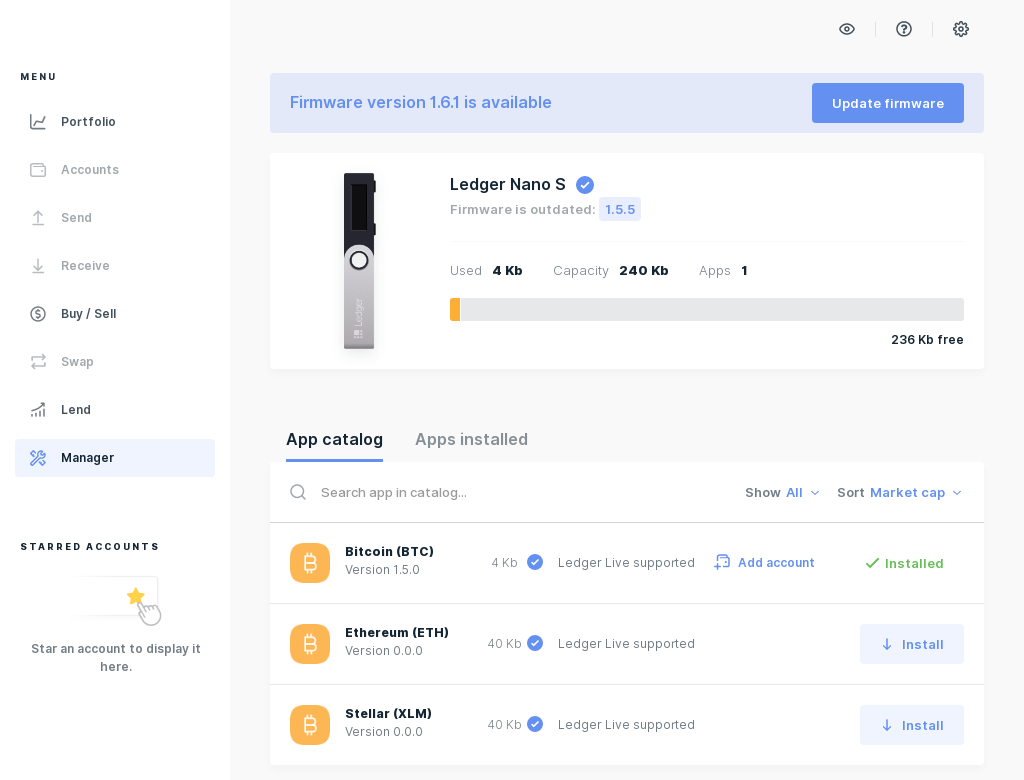 MENU
Portfolio
Accounts
Send
Receive
Buy / Sell
Swap
Lend
Manager
STARRED ACCOUNTS
Star an account to display it
here.
Firmware version 1.6.1 is available
Update firmware
Ledger
Ledger Nano S
Firmware is outdated: 1.5.5
Used 4 Kb Capacity 240 Kb Apps 1
236 Kb free
App catalog Apps installed
Search app in catalog... Show All Sort Market cap
Bitcoin (BTC)
Version 1.5.0
4 Kb Ledger Live supported Add account Installed
Ethereum (ETH)
Version 0.0.0
40 Kb Ledger Live supported Install
Stellar (XLM)
Version 0.0.0
40 Kb Ledger Live supported Install